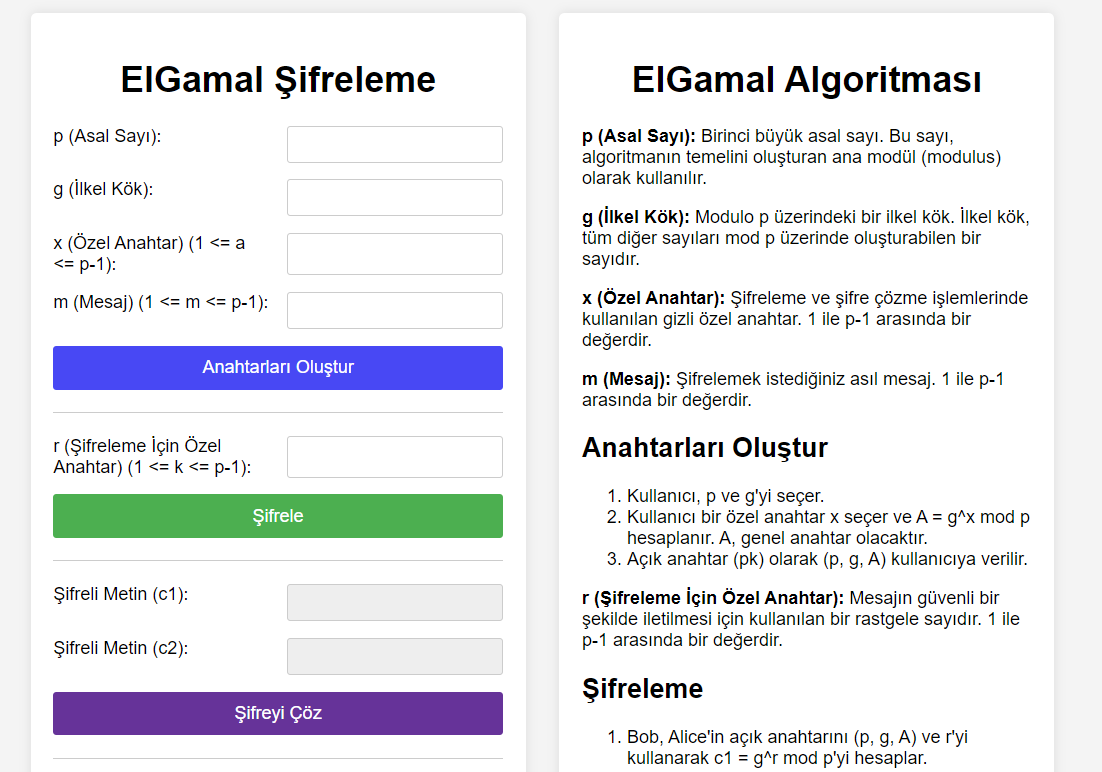 ElGamal Şifreleme
p (Asal Sayı):
g (İlkel Kök):
x (Özel Anahtar) (1 <= a
<= p-1):
m (Mesaj) (1 <= m <= p-1):
Anahtarları Oluştur
r (Şifreleme İçin Özel
Anahtar) (1 <= k <= p-1):
Şifrele
Şifreli Metin (c1):
Şifreli Metin (c2):
Şifreyi Çöz
ElGamal Algoritması
p (Asal Sayı): Birinci büyük asal sayı. Bu sayı,
algoritmanın temelini oluşturan ana modül (modulus)
olarak kullanılır.
g (İlkel Kök): Modulo p üzerindeki bir ilkel kök. İlkel kök,
tüm diğer sayıları mod p üzerinde oluşturabilen bir
sayıdır.
x (Özel Anahtar): Şifreleme ve şifre çözme işlemlerinde
kullanılan gizli özel anahtar. 1 ile p-1 arasında bir
değerdir.
m (Mesaj): Şifrelemek istediğiniz asıl mesaj. 1 ile p-1
arasında bir değerdir.
Anahtarları Oluştur
1. Kullanıcı, p ve g'yi seçer.
2. Kullanıcı bir özel anahtar x seçer ve A = g^x mod p
hesaplanır. A, genel anahtar olacaktır.
3. Açık anahtar (pk) olarak (p, g, A) kullanıcıya verilir.
r (Şifreleme İçin Özel Anahtar): Mesajın güvenli bir
şekilde iletilmesi için kullanılan bir rastgele sayıdır. 1 ile
p-1 arasında bir değerdir.
Şifreleme
1. Bob, Alice'in açık anahtarını (p, g, A) ve r'yi
kullanarak c1 = g^r mod p'yi hesaplar.